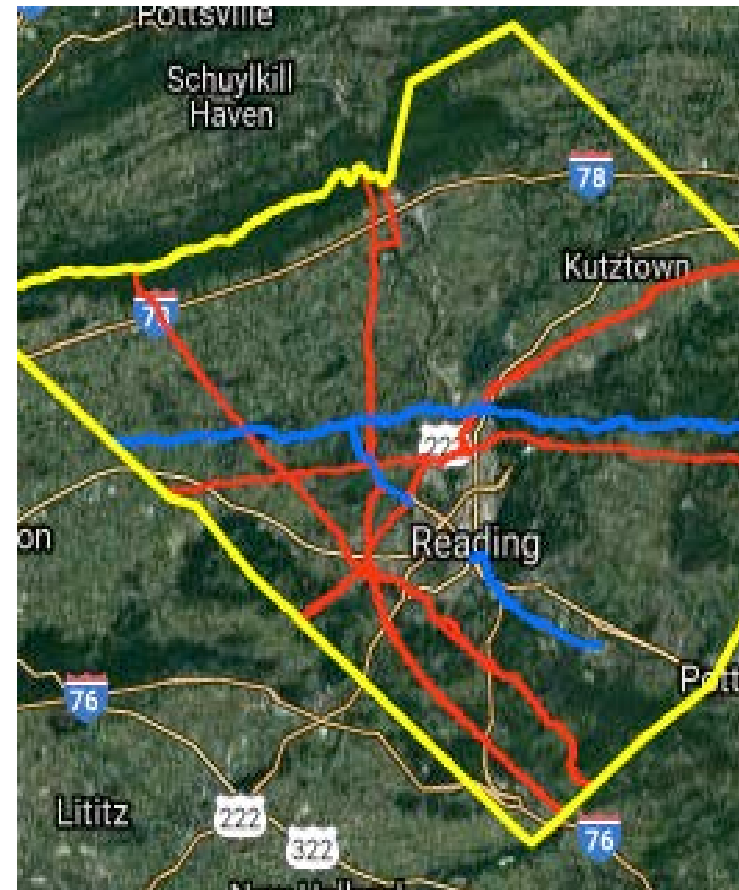 Pottsville
Schuylkill
Haven
78
Kutztown
222
on
Reading
76
Pott
Lititz
222
322
76